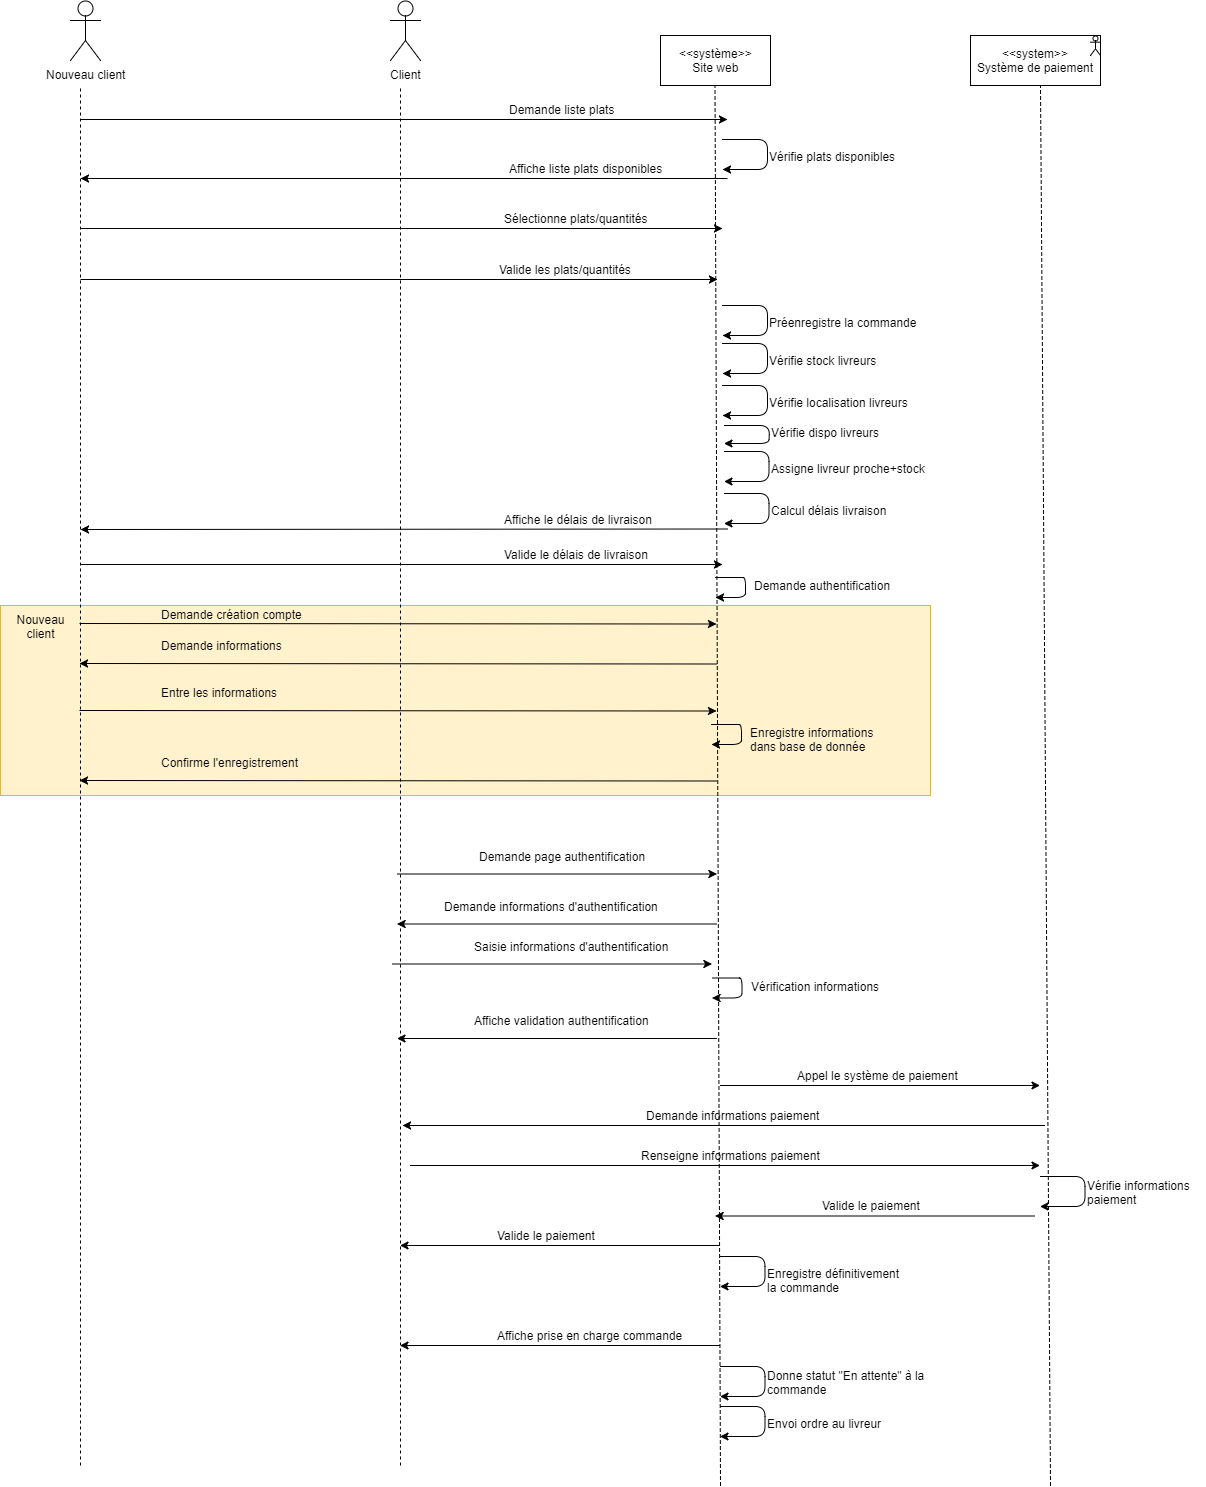 Nouveau client
Client
<<système>>
Site web
<<system>>
Système de paiement
Demande liste plats
Vérifie plats disponibles
Affiche liste plats disponibles
Sélectionne plats/quantités
Valide les plats/quantités
Préenregistre la commande
Vérifie stock livreurs
Vérifie localisation livreurs
Vérifie dispo livreurs
Assigne livreur proche+stock
Calcul délais livraison
Affiche le délais de livraison
Valide le délais de livraison
Demande authentification
Nouveau
client
Demande création compte
Demande informations
Entre les informations
Enregistre informations
dans base de donnée
Confirme l'enregistrement
Demande page authentification
Demande informations d'authentification
Saisie informations d'authentification
Vérification informations
Affiche validation authentification
Appel le système de paiement
Demande informations paiement
Renseigne informations paiement
Vérifie informations
paiement
Valide le paiement
Valide le paiement
Enregistre définitivement
la commande
Affiche prise en charge commande
Donne statut "En attente" à la
commande
Envoi ordre au livreur